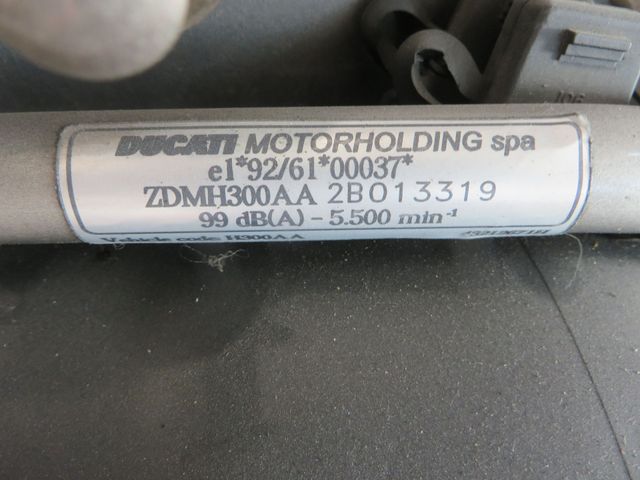 DUCATI MOTORHOLDING spa
e1*92/61*00037*
ZDMH300AA 2B013319
99 dB(A) - 5.500 min-1
Vehicle code H300AA